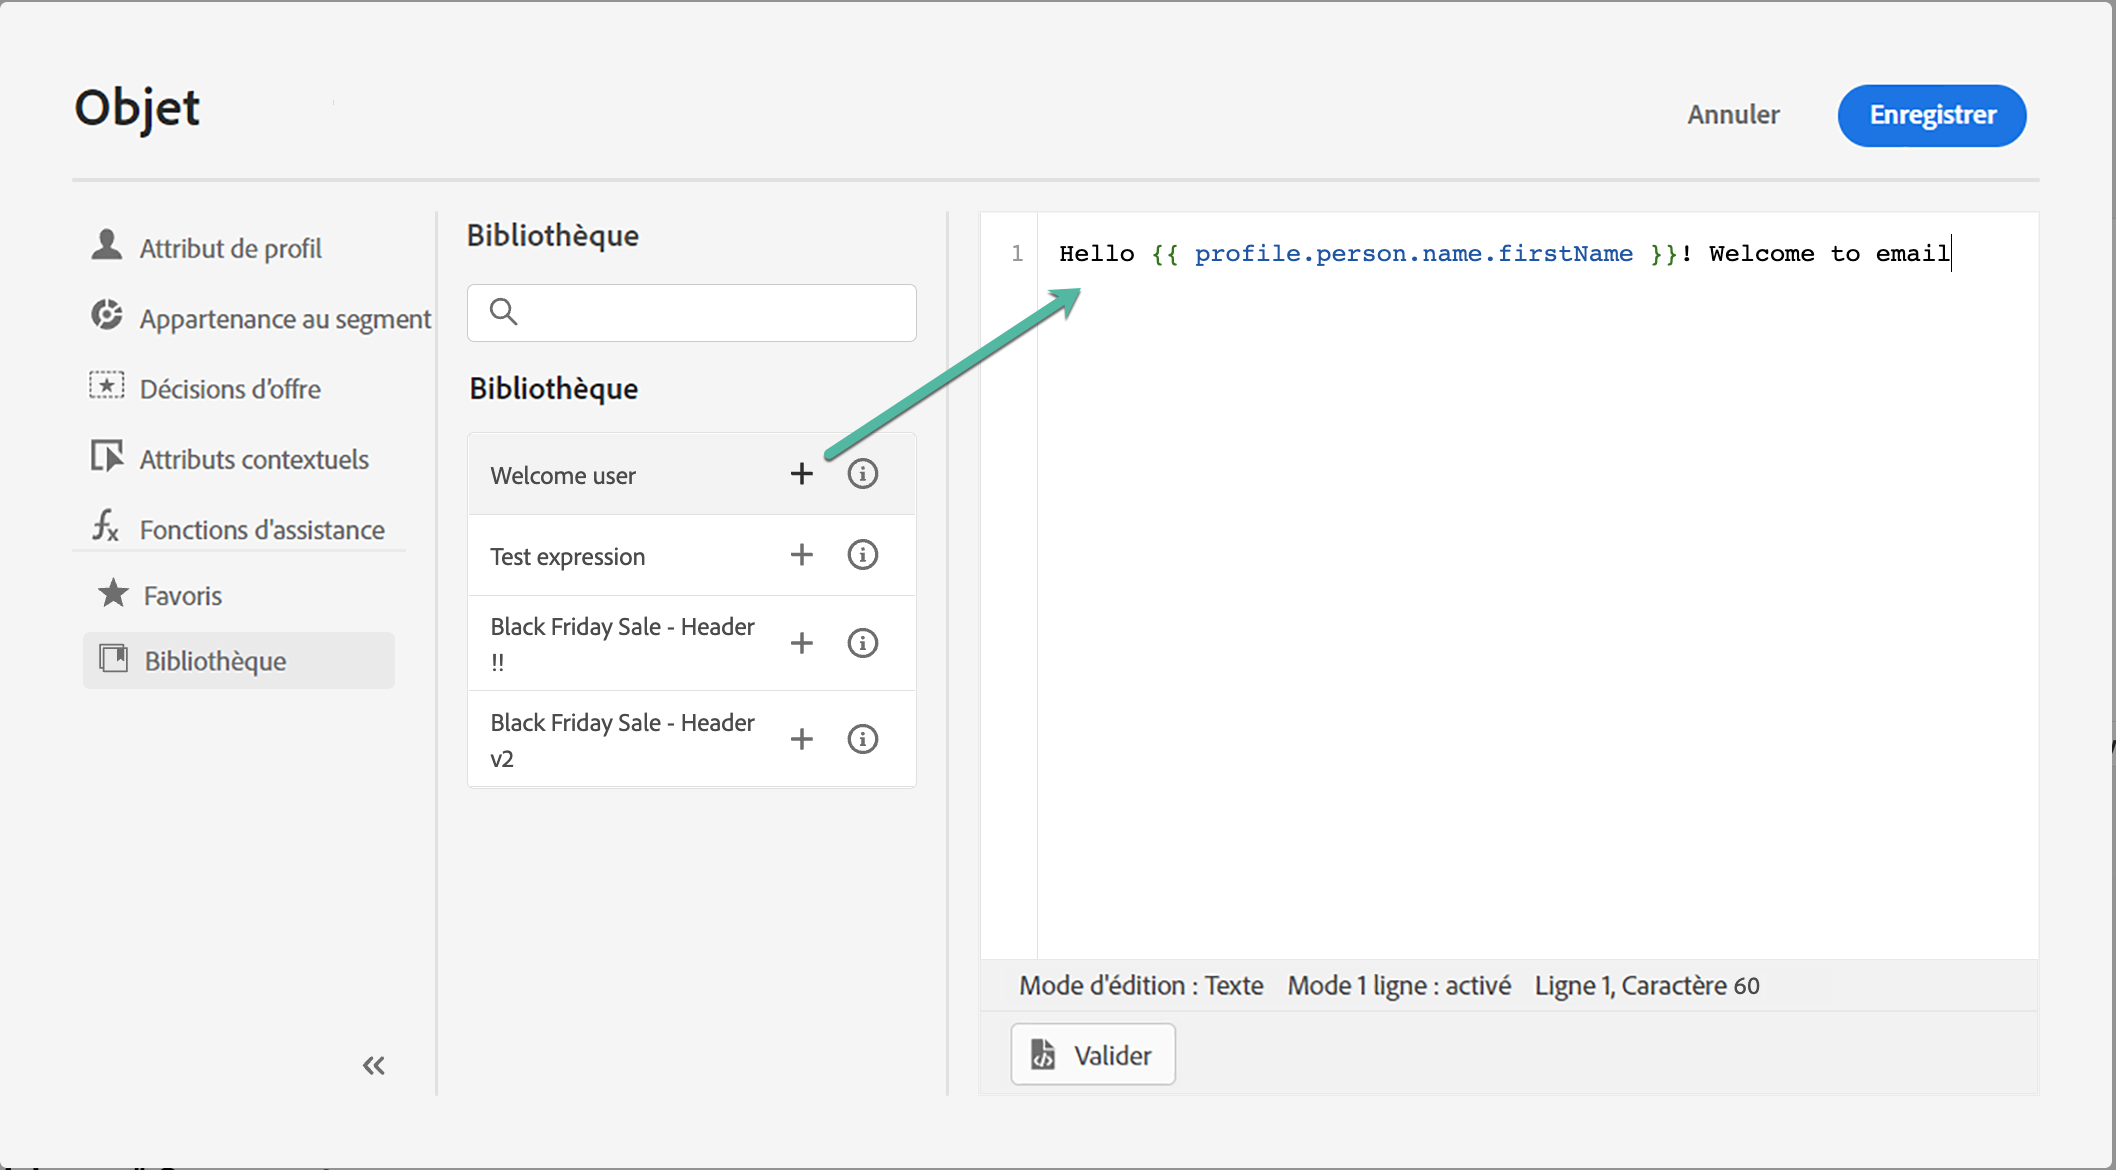 Objet
Annuler
Enregistrer
Attribut de profil
Appartenance au segment
Décisions d'offre
Attributs contextuels
Fonctions d'assistance
Favoris
Bibliothèque
Bibliothèque
Bibliothèque
Welcome user
Test expression
Black Friday Sale - Header
!!
Black Friday Sale - Header
v2
1 Hello {{ profile.person.name.firstName }}! Welcome to email
Mode d'édition : Texte Mode 1 ligne : activé Ligne 1, Caractère 60
Valider